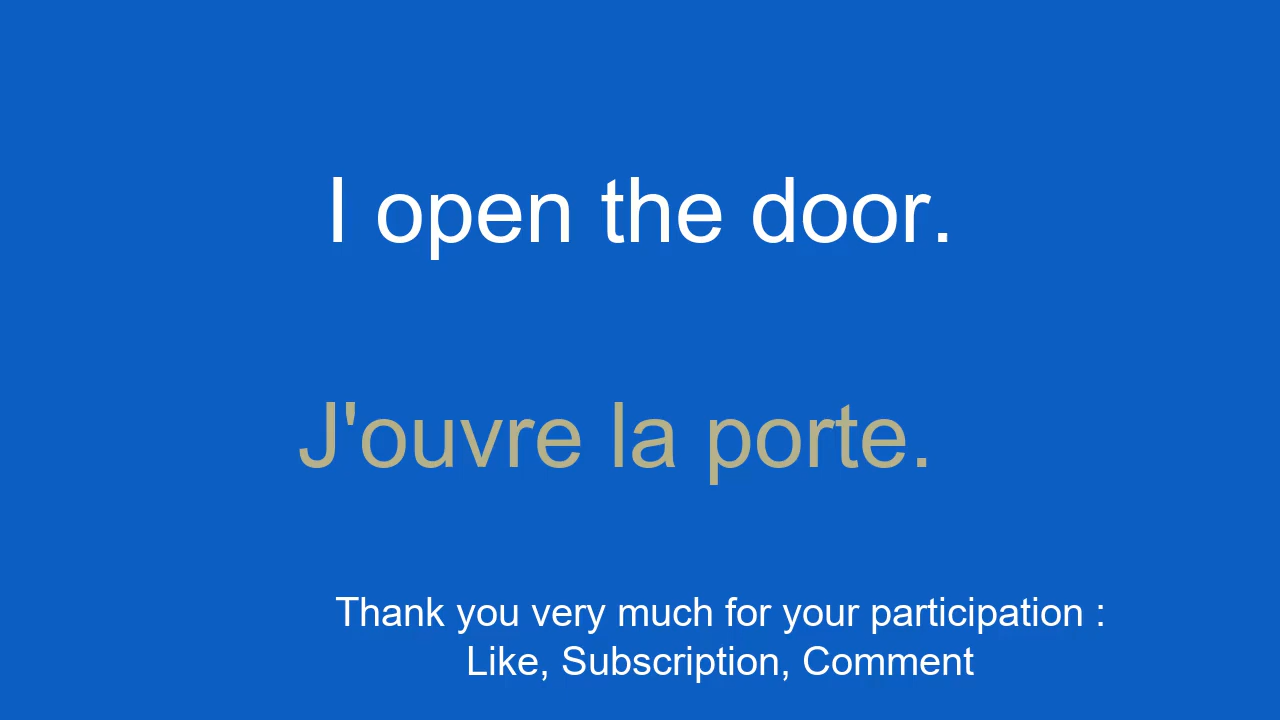 I open the door.
J'ouvre la porte.
Thank you very much for your participation :
Like, Subscription, Comment